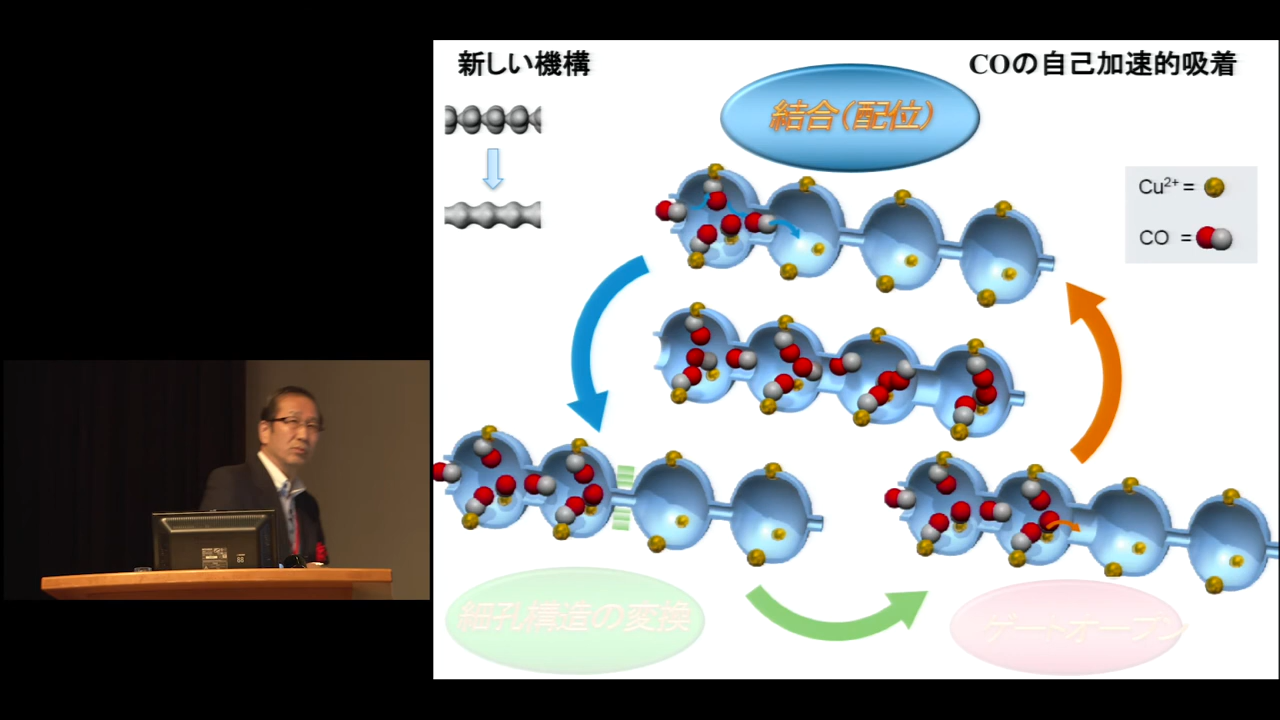 新しい機構
COの自己加速的吸着
結合(配位)
Cu²⁺ =
CO =
細孔構造の変換
ゲートオープン